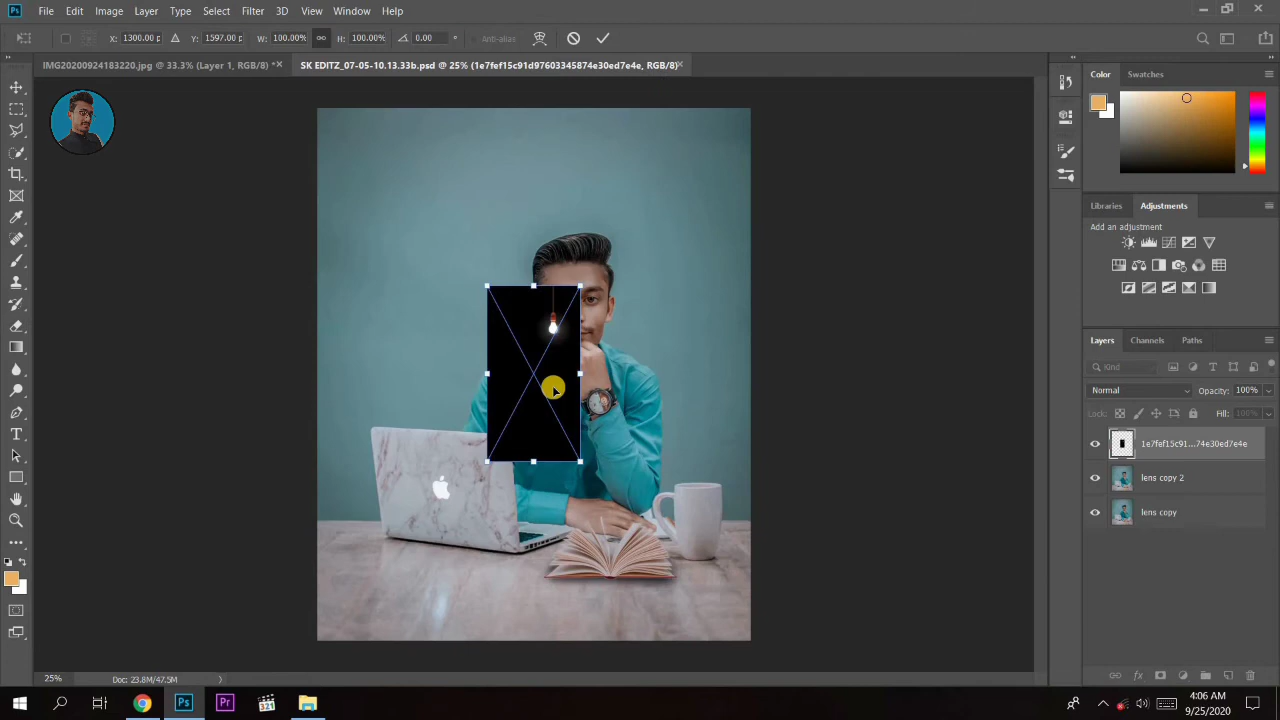 Ps File Edit Image Layer Type Select Filter 3D View Window Help
X: 1300.00 p Y: 1597.00 p W: 100.00% H: 100.00% 0.00 ° Anti-alias
IMG20200924183220.jpg @ 33.3% (Layer 1, RGB/8) * × SK EDITZ_07-05-10.13.33b.psd @ 25% (1e7fef15c91d97603345874e30ed7e4e, RGB/8) ×
Color Swatches
Libraries Adjustments
Add an adjustment
Layers Channels Paths
Kind
Normal Opacity: 100%
Lock: Fill: 100%
1e7fef15c91...74e30ed7e4e
lens copy 2
lens copy
25% Doc: 23.8M/47.5M
Ps Pr 4:06 AM
9/25/2020